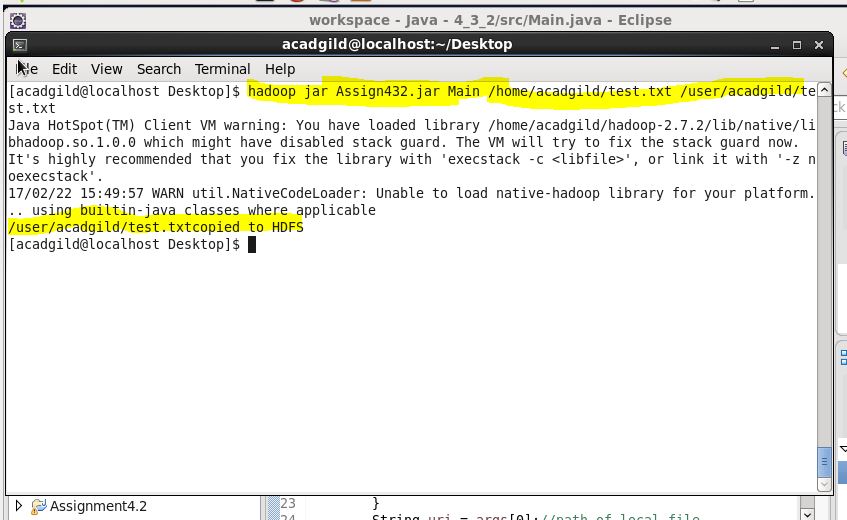 workspace - Java - 4_3_2/src/Main.java - Eclipse
acadgild@localhost:~/Desktop
Edit View Search Terminal Help
[acadgild@localhost Desktop]$ hadoop jar Assign432.jar Main /home/acadgild/test.txt /user/acadgild/te
st.txt
Java HotSpot(TM) Client VM warning: You have loaded library /home/acadgild/hadoop-2.7.2/lib/native/li
bhadoop.so.1.0.0 which might have disabled stack guard. The VM will try to fix the stack guard now.
It's highly recommended that you fix the library with 'execstack -c <libfile>', or link it with '-z n
oexecstack'.
17/02/22 15:49:57 WARN util.NativeCodeLoader: Unable to load native-hadoop library for your platform.
.. using builtin-java classes where applicable
/user/acadgild/test.txtcopied to HDFS
[acadgild@localhost Desktop]$
Assignment4.2
23 }
24 String uri = args[0];//path of local file